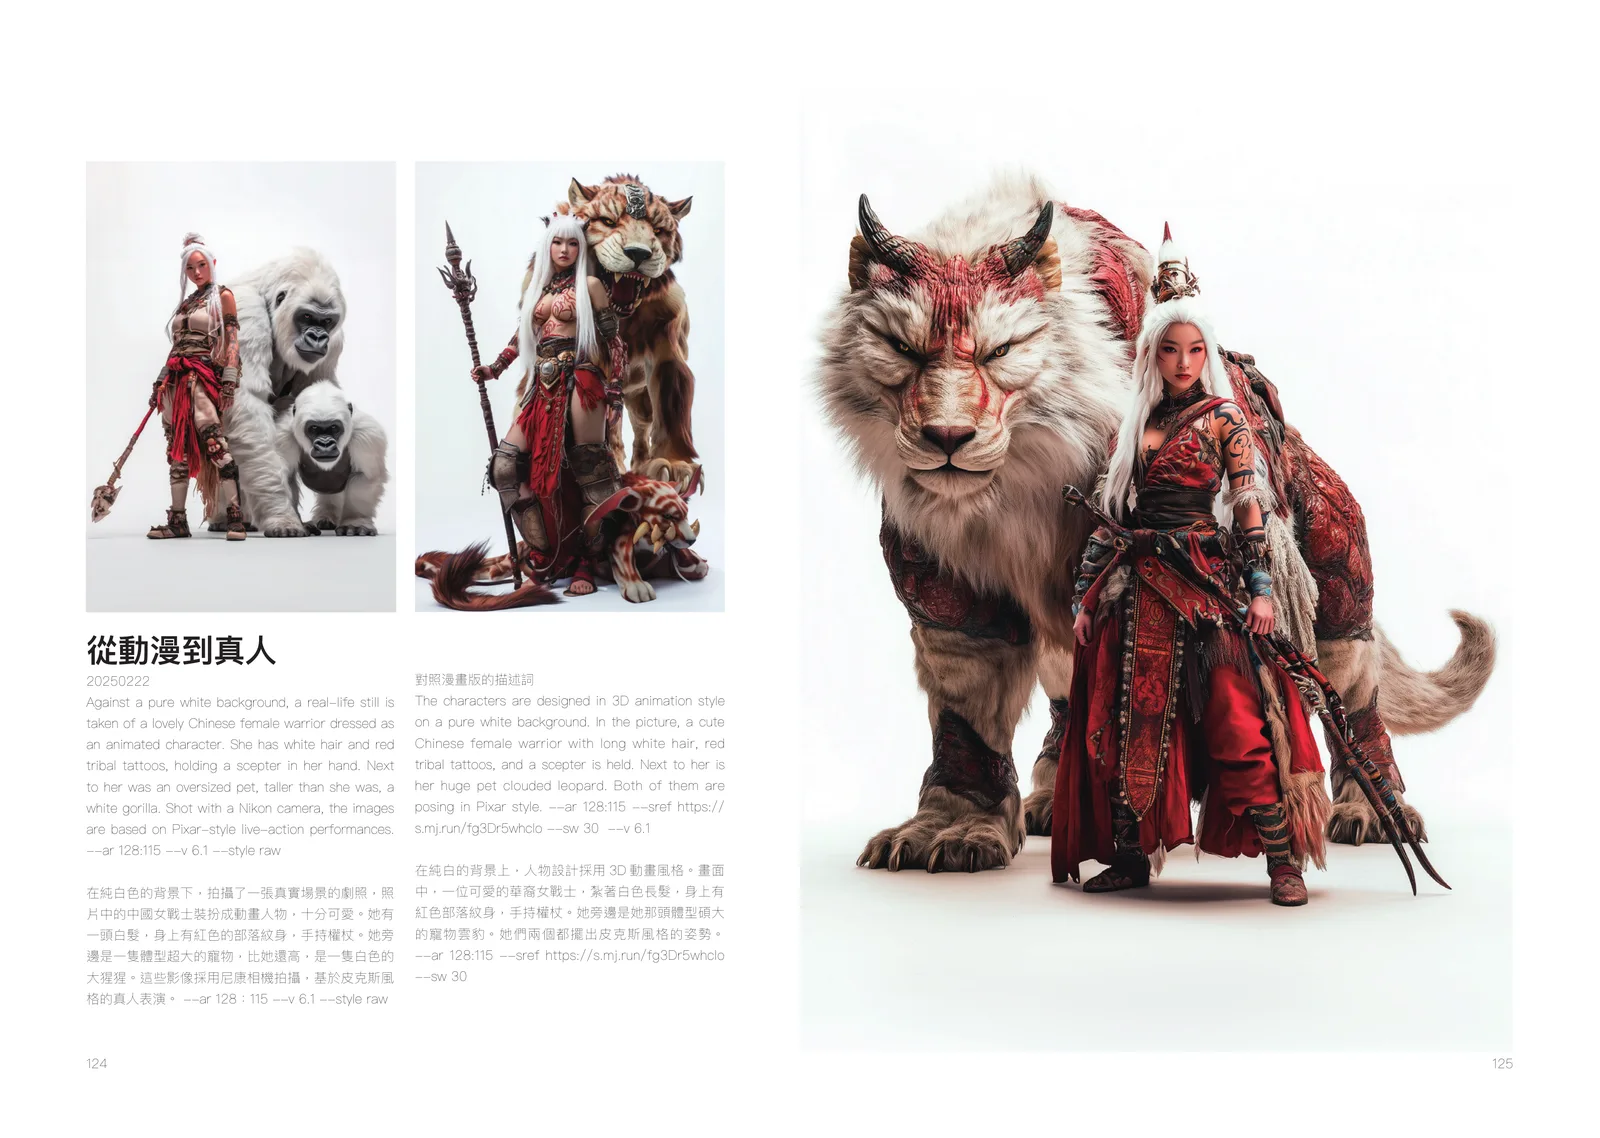 從動漫到真人
20250222
Against a pure white background, a real-life still is
taken of a lovely Chinese female warrior dressed as
an animated character. She has white hair and red
tribal tattoos, holding a scepter in her hand. Next
to her was an oversized pet, taller than she was, a
white gorilla. Shot with a Nikon camera, the images
are based on Pixar-style live-action performances.
--ar 128:115 --v 6.1 --style raw
在純白色的背景下，拍攝了一張真實場景的劇照，照
片中的中國女戰士裝扮成動畫人物，十分可愛。她有
一頭白髮，身上有紅色的部落紋身，手持權杖。她旁
邊是一隻體型超大的寵物，比她還高，是一隻白色的
大猩猩。這些影像採用尼康相機拍攝，基於皮克斯風
格的真人表演。 --ar 128：115 --v 6.1 --style raw
對照漫畫版的描述詞
The characters are designed in 3D animation style
on a pure white background. In the picture, a cute
Chinese female warrior with long white hair, red
tribal tattoos, and a scepter is held. Next to her is
her huge pet clouded leopard. Both of them are
posing in Pixar style. --ar 128:115 --sref https://
s.mj.run/fg3Dr5whclo --sw 30 --v 6.1
在純白的背景上，人物設計採用 3D 動畫風格。畫面
中，一位可愛的華裔女戰士，紮著白色長髮，身上有
紅色部落紋身，手持權杖。她旁邊是她那頭體型碩大
的寵物雲豹。她們兩個都擺出皮克斯風格的姿勢。
--ar 128:115 --sref https://s.mj.run/fg3Dr5whclo
--sw 30
124
125